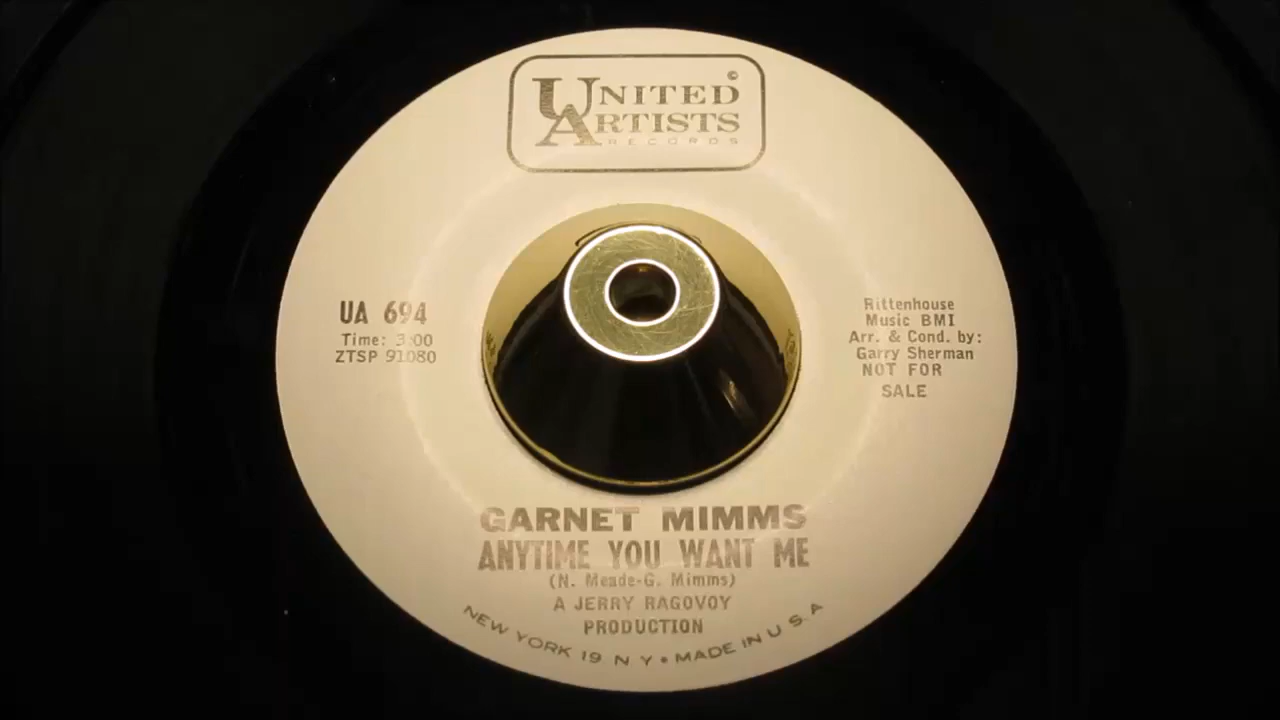 UNITED ©
ARTISTS
RECORDS
UA 694
Time: 3:00
ZTSP 91080
Rittenhouse
Music BMI
Arr. & Cond. by:
Garry Sherman
NOT FOR
SALE
GARNET MIMMS
ANYTIME YOU WANT ME
(N. Meade-G. Mimms)
A JERRY RAGOVOY
PRODUCTION
NEW YORK 19 N Y • MADE IN U S A